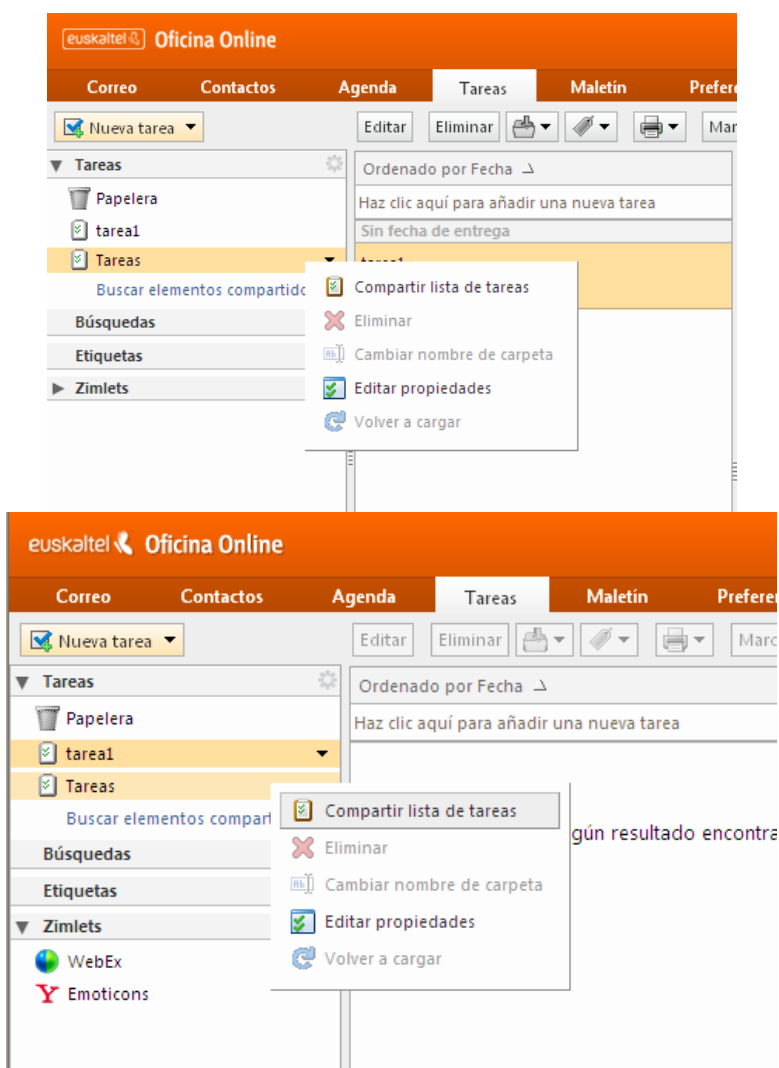 euskaltel Oficina Online
Correo Contactos Agenda Tareas Maletín Prefere
Nueva tarea Editar Eliminar Mar
Tareas Ordenado por Fecha
Papelera Haz clic aquí para añadir una nueva tarea
tarea1 Sin fecha de entrega
Tareas tarea1
Buscar elementos compartido Compartir lista de tareas
Búsquedas Eliminar
Etiquetas Cambiar nombre de carpeta
Zimlets Editar propiedades
Volver a cargar
euskaltel Oficina Online
Correo Contactos Agenda Tareas Maletín Preferer
Nueva tarea Editar Eliminar Marc
Tareas Ordenado por Fecha
Papelera Haz clic aquí para añadir una nueva tarea
tarea1
Tareas
Buscar elementos compart Compartir lista de tareas gún resultado encontra
Búsquedas Eliminar
Etiquetas Cambiar nombre de carpeta
Zimlets Editar propiedades
WebEx Volver a cargar
Emoticons